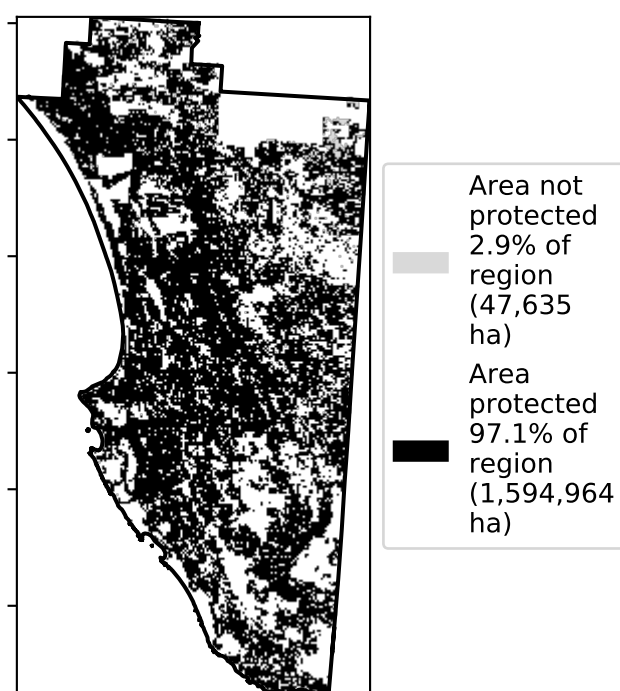 Area not
protected
2.9% of
region
(47,635
ha)
Area
protected
97.1% of
region
(1,594,964
ha)